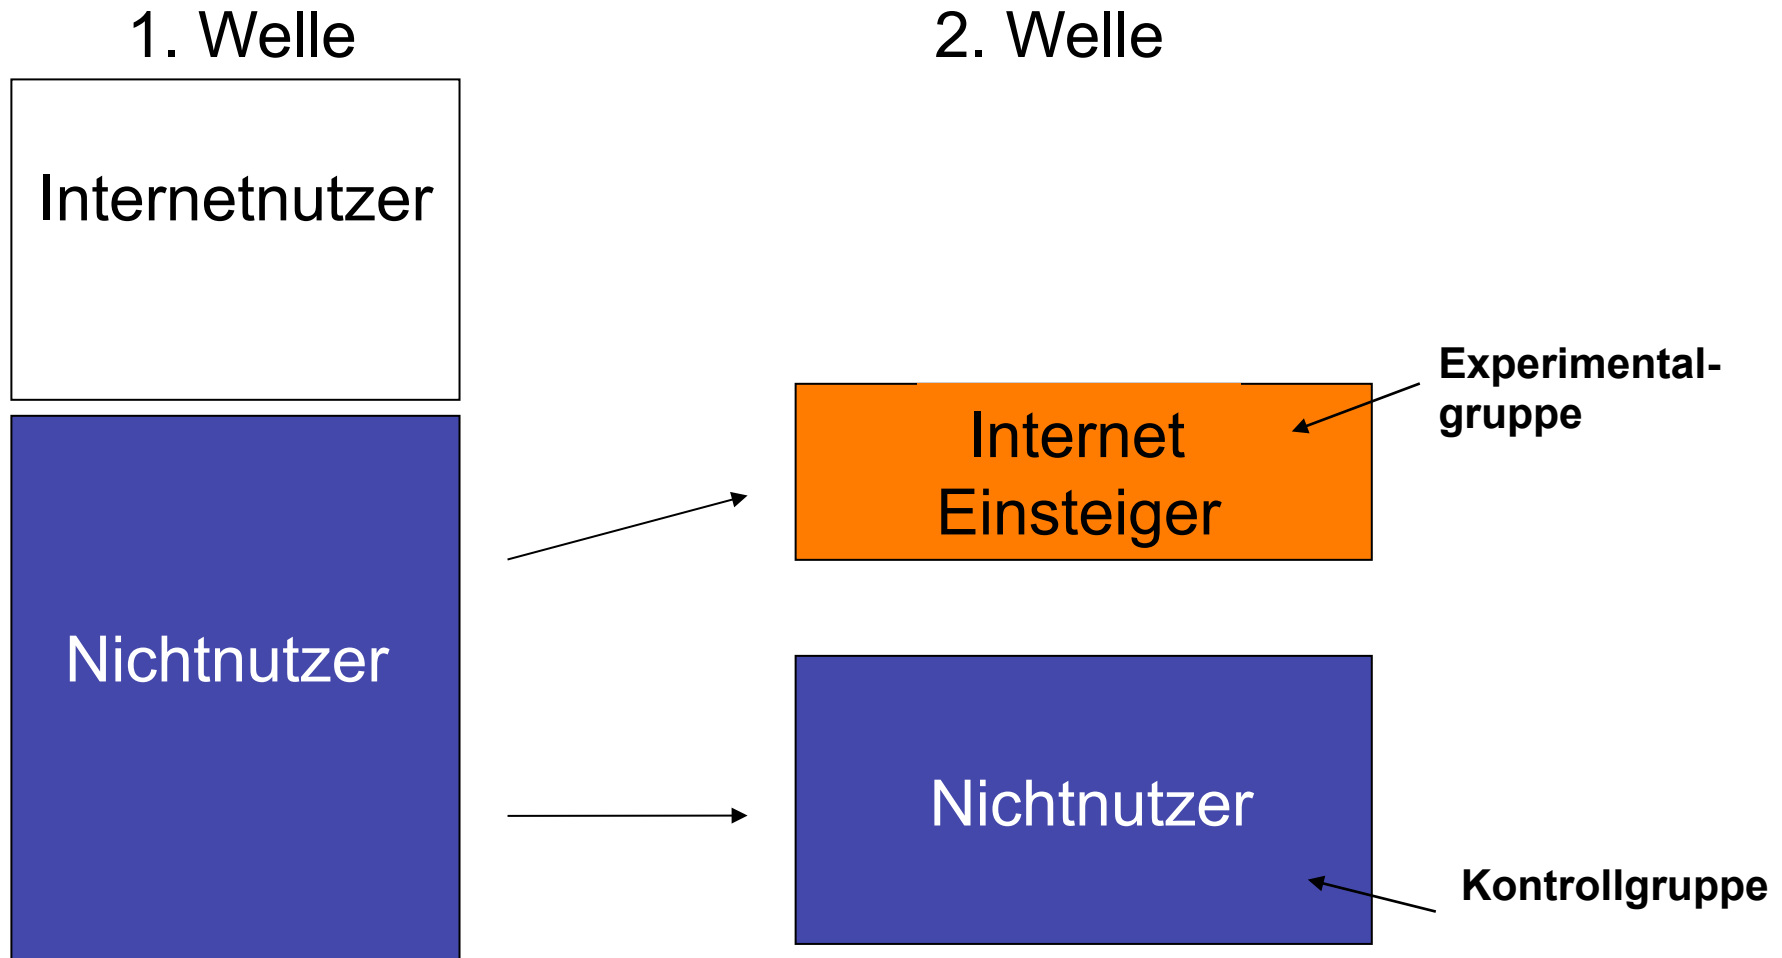 1. Welle
2. Welle
Internetnutzer
Experimental-
gruppe
Internet
Einsteiger
Nichtnutzer
Nichtnutzer
Kontrollgruppe